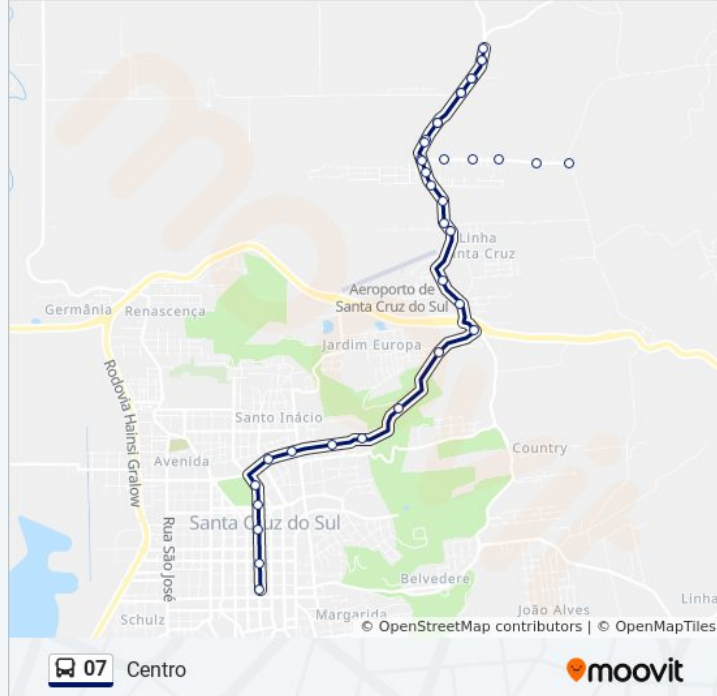 Linha
Santa Cruz
Aeroporto de
Santa Cruz do Sul
Germânia
Renascença
Jardim Europa
Rodovia Hainsi Gralow
Santo Inácio
Avenida
Country
Santa Cruz do Sul
Rua São José
Belvedere
João Alves
Schulz
Margarida
Linha
© OpenStreetMap contributors | © OpenMapTiles
07 Centro
moovit